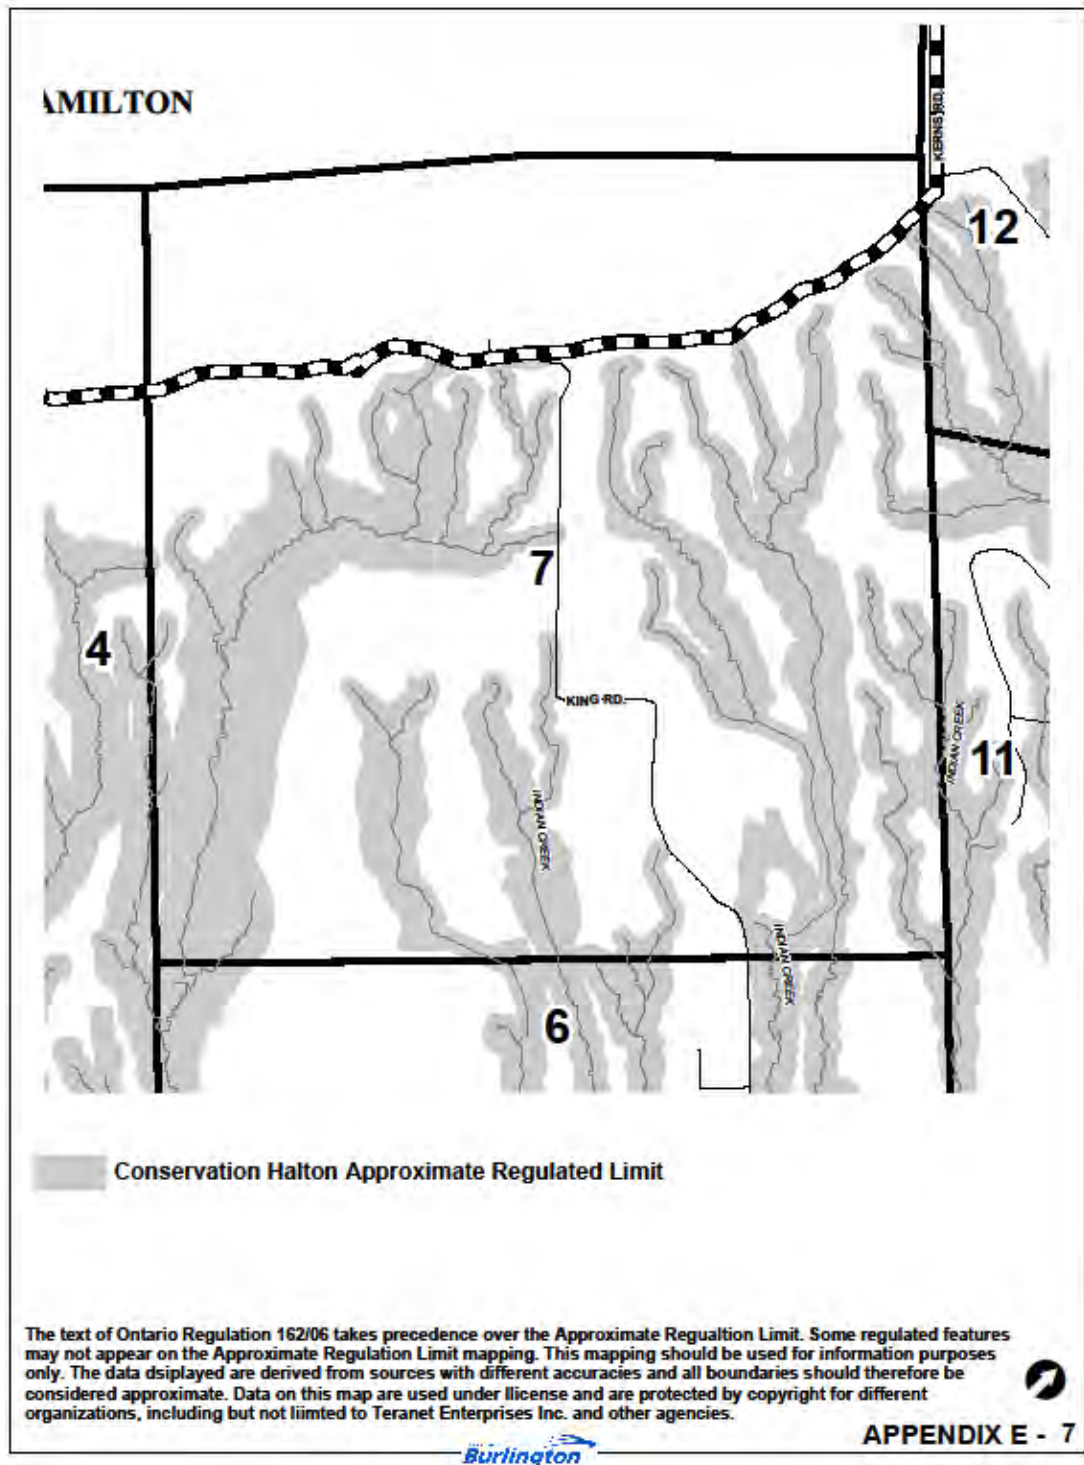 AMILTON
KERNS RD.
12
7
4
KING RD.
INDIAN CREEK
11
INDIAN CREEK
INDIAN CREEK
6
Conservation Halton Approximate Regulated Limit
The text of Ontario Regulation 162/06 takes precedence over the Approximate Regualtion Limit. Some regulated features
may not appear on the Approximate Regulation Limit mapping. This mapping should be used for information purposes
only. The data dsiplayed are derived from sources with different accuracies and all boundaries should therefore be
considered approximate. Data on this map are used under llicense and are protected by copyright for different
organizations, including but not liimted to Teranet Enterprises Inc. and other agencies.
APPENDIX E - 7
Burlington